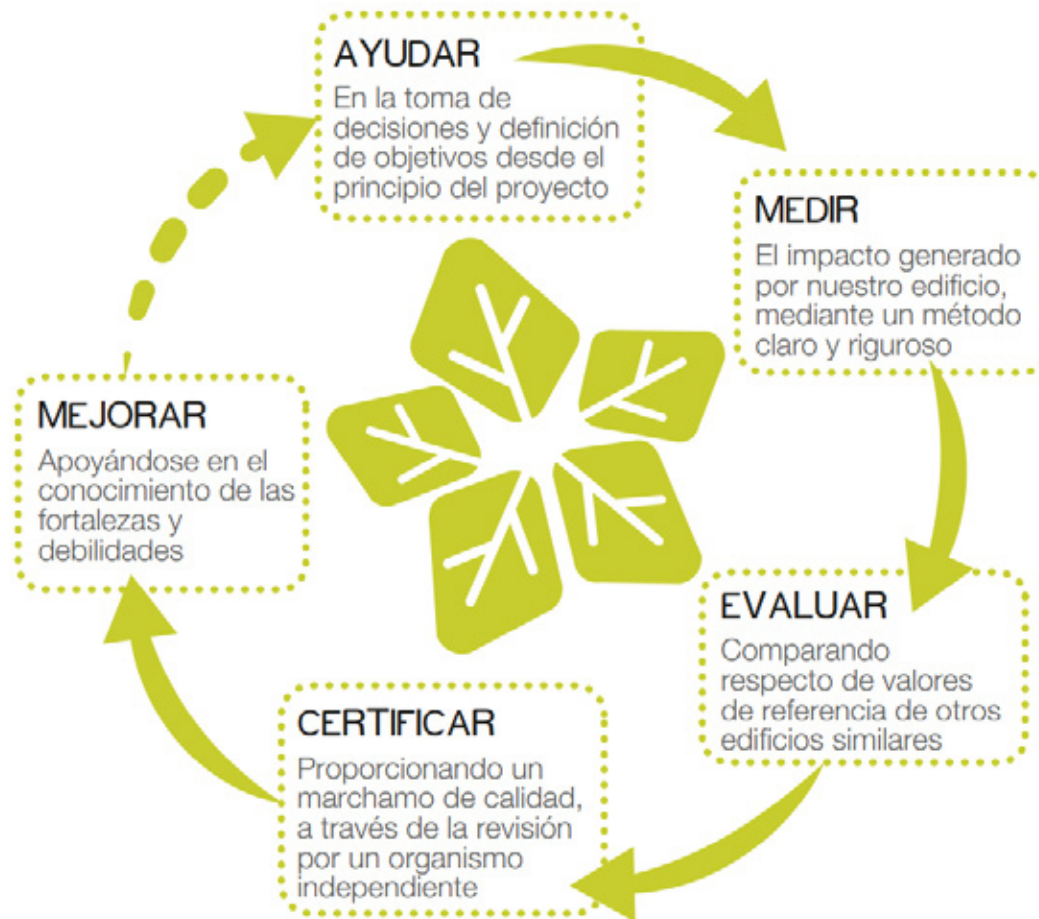 AYUDAR
En la toma de
decisiones y definición
de objetivos desde el
principio del proyecto
MEDIR
El impacto generado
por nuestro edificio,
mediante un método
claro y riguroso
EVALUAR
Comparando
respecto de valores
de referencia de otros
edificios similares
CERTIFICAR
Proporcionando un
marchamo de calidad,
a través de la revisión
por un organismo
independiente
MEJORAR
Apoyándose en el
conocimiento de las
fortalezas y
debilidades